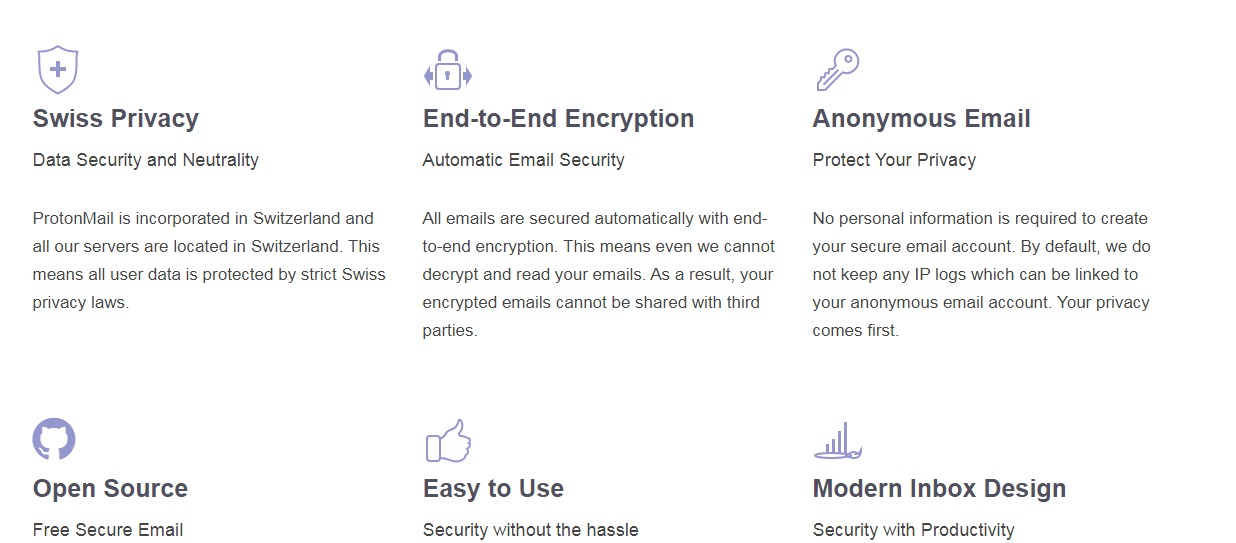 Swiss Privacy
Data Security and Neutrality
ProtonMail is incorporated in Switzerland and
all our servers are located in Switzerland. This
means all user data is protected by strict Swiss
privacy laws.
End-to-End Encryption
Automatic Email Security
All emails are secured automatically with end-
to-end encryption. This means even we cannot
decrypt and read your emails. As a result, your
encrypted emails cannot be shared with third
parties.
Anonymous Email
Protect Your Privacy
No personal information is required to create
your secure email account. By default, we do
not keep any IP logs which can be linked to
your anonymous email account. Your privacy
comes first.
Open Source
Free Secure Email
Easy to Use
Security without the hassle
Modern Inbox Design
Security with Productivity